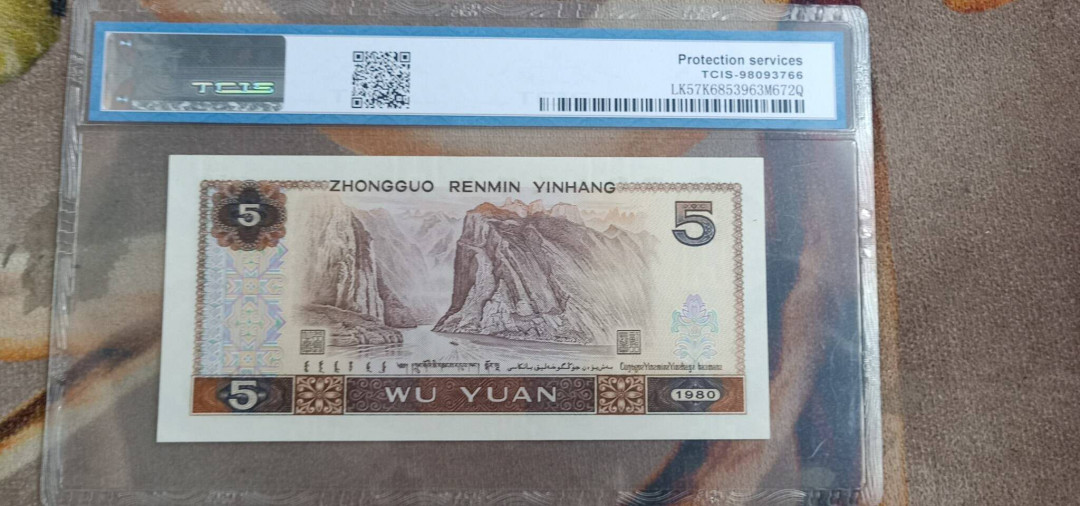 TCIS
Protection services
TCIS-98093766
LK57K6853963M672Q
ZHONGGUO RENMIN YINHANG
5
5
5 WU YUAN 1980